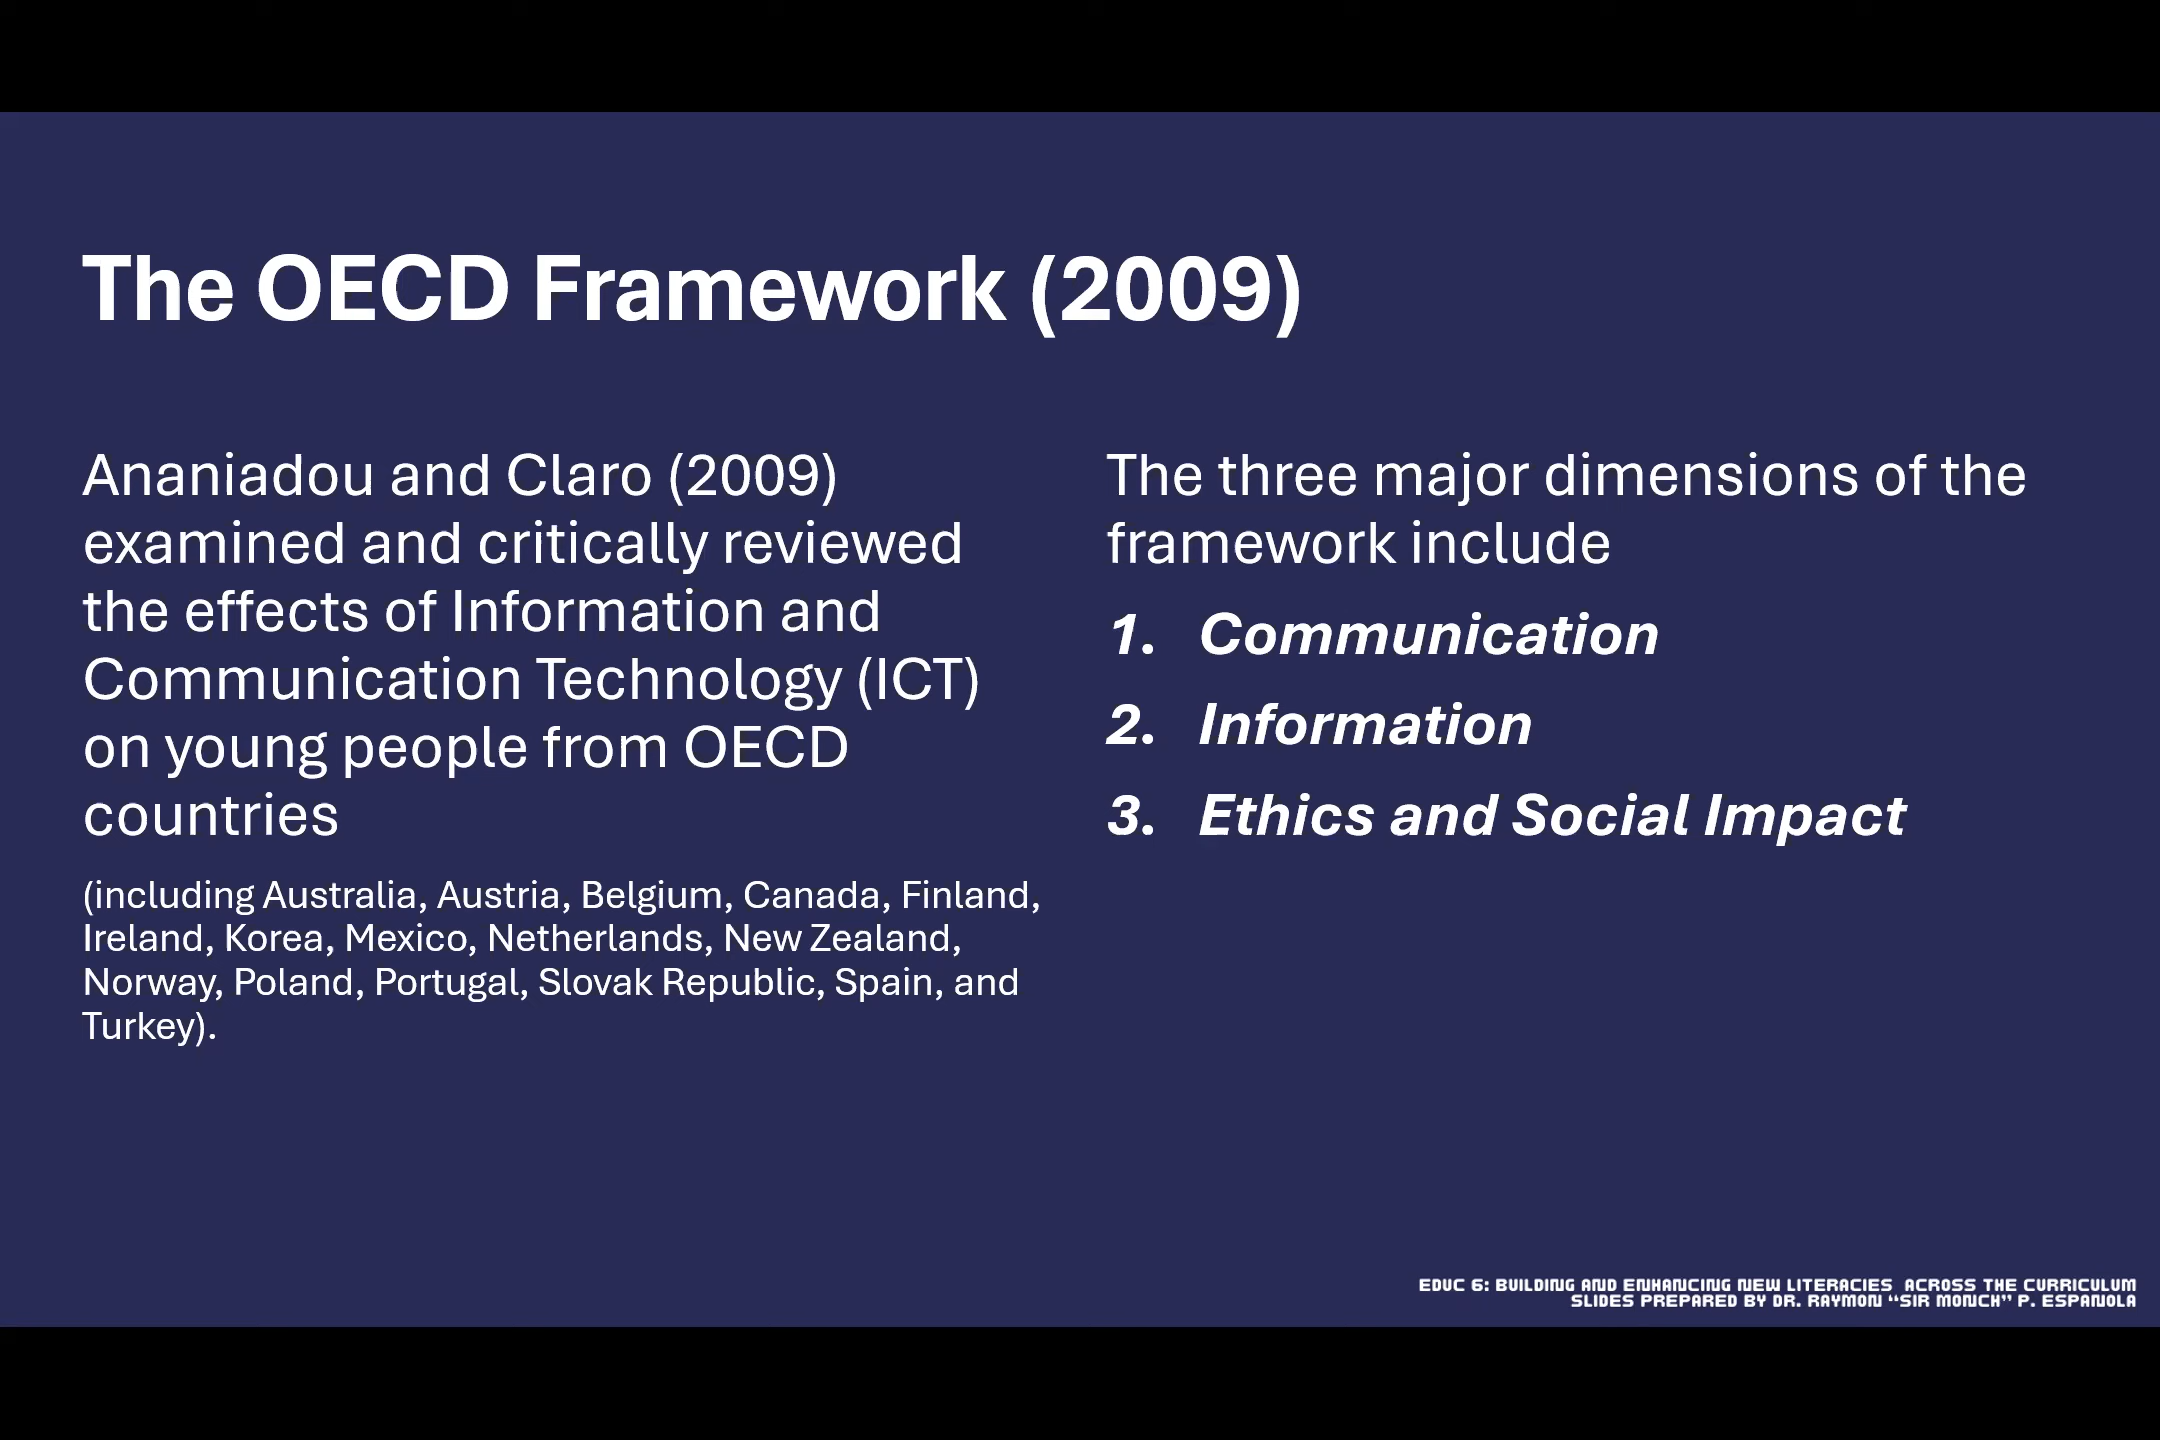 The OECD Framework (2009)
Ananiadou and Claro (2009)
examined and critically reviewed
the effects of Information and
Communication Technology (ICT)
on young people from OECD
countries
(including Australia, Austria, Belgium, Canada, Finland,
Ireland, Korea, Mexico, Netherlands, New Zealand,
Norway, Poland, Portugal, Slovak Republic, Spain, and
Turkey).
The three major dimensions of the
framework include
1. Communication
2. Information
3. Ethics and Social Impact
EDUC 6: BUILDING AND ENHANCING NEW LITERACIES ACROSS THE CURRICULUM
SLIDES PREPARED BY DR. RAYMON “SIR MONCH” P. ESPANOLA